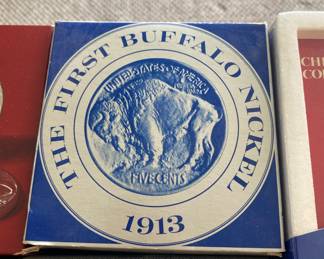 THE FIRST BUFFALO NICKEL
UNITED STATES OF AMERICA
FIVE CENTS
1913